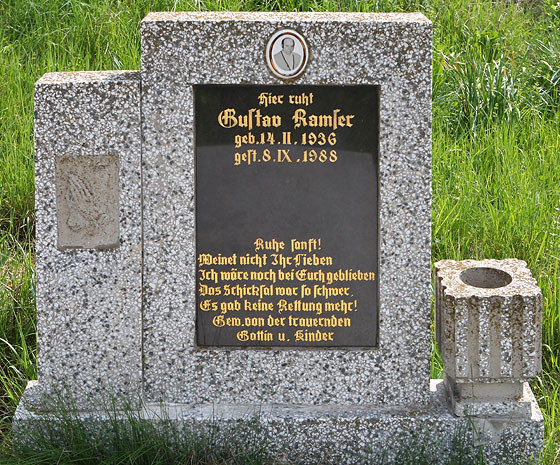 Hier ruht
Gustav Ramser
geb. 14. II. 1936
gest. 8. IX. 1988
Ruhe sanft!
Weinet nicht Ihr Lieben
Ich wäre noch bei Euch geblieben
Das Schicksal war so schwer.
Es gab keine Rettung mehr!
Gew. von der trauernden
Gattin u. Kinder